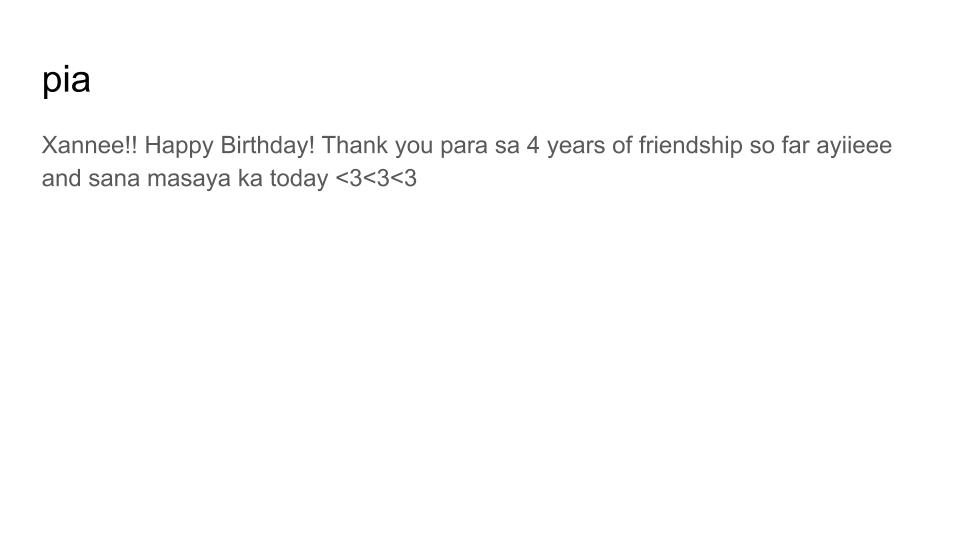 pia
Xannee!! Happy Birthday! Thank you para sa 4 years of friendship so far ayiieee
and sana masaya ka today <3<3<3